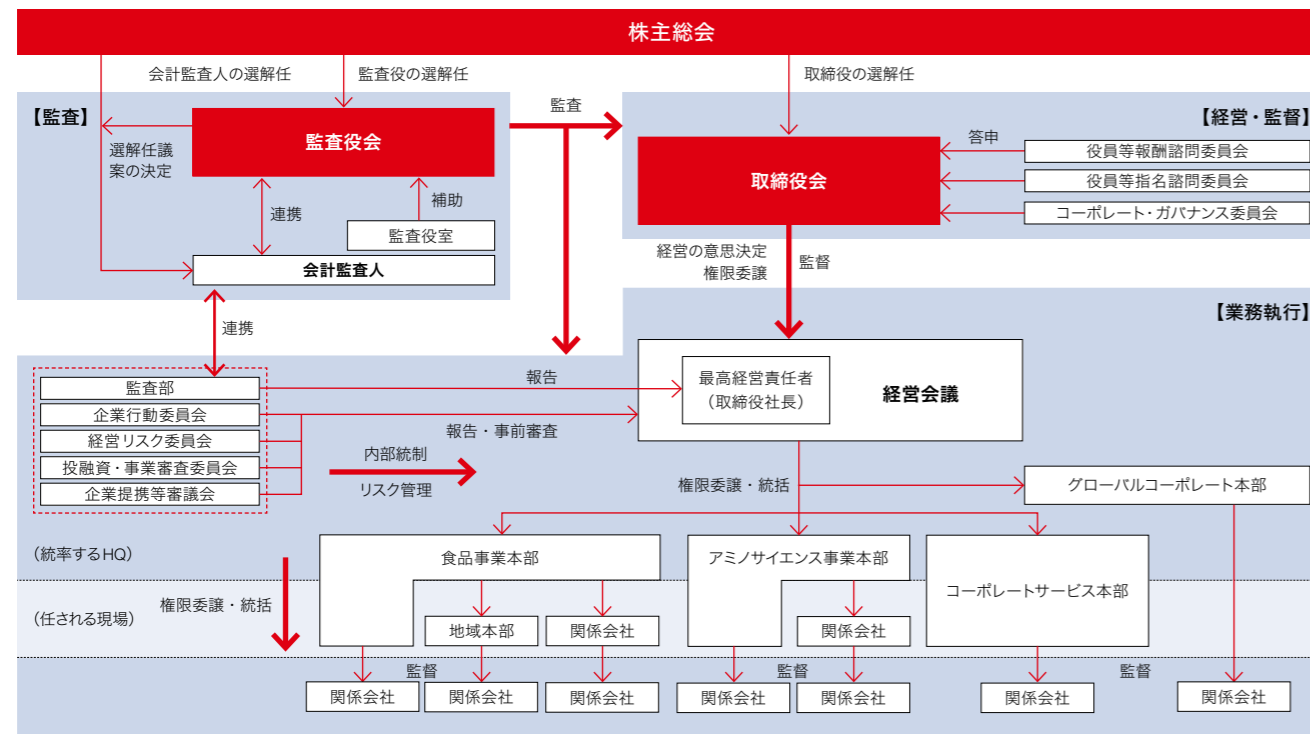 株主総会
会計監査人の選解任
監査役の選解任
取締役の選解任
【監査】
監査役会
選解任議
案の決定
連携
補助
監査役室
会計監査人
監査
【経営・監督】
取締役会
答申
役員等報酬諮問委員会
役員等指名諮問委員会
コーポレート・ガバナンス委員会
経営の意思決定
権限委譲
監督
連携
【業務執行】
監査部
企業行動委員会
経営リスク委員会
投融資・事業審査委員会
企業提携等審議会
報告
報告・事前審査
内部統制
リスク管理
最高経営責任者
（取締役社長）
経営会議
権限委譲・統括
グローバルコーポレート本部
（統率するHQ）
食品事業本部
アミノサイエンス事業本部
コーポレートサービス本部
（任される現場）
権限委譲・統括
地域本部
関係会社
関係会社
監督
監督
監督
関係会社
関係会社
関係会社
関係会社
関係会社
関係会社
関係会社